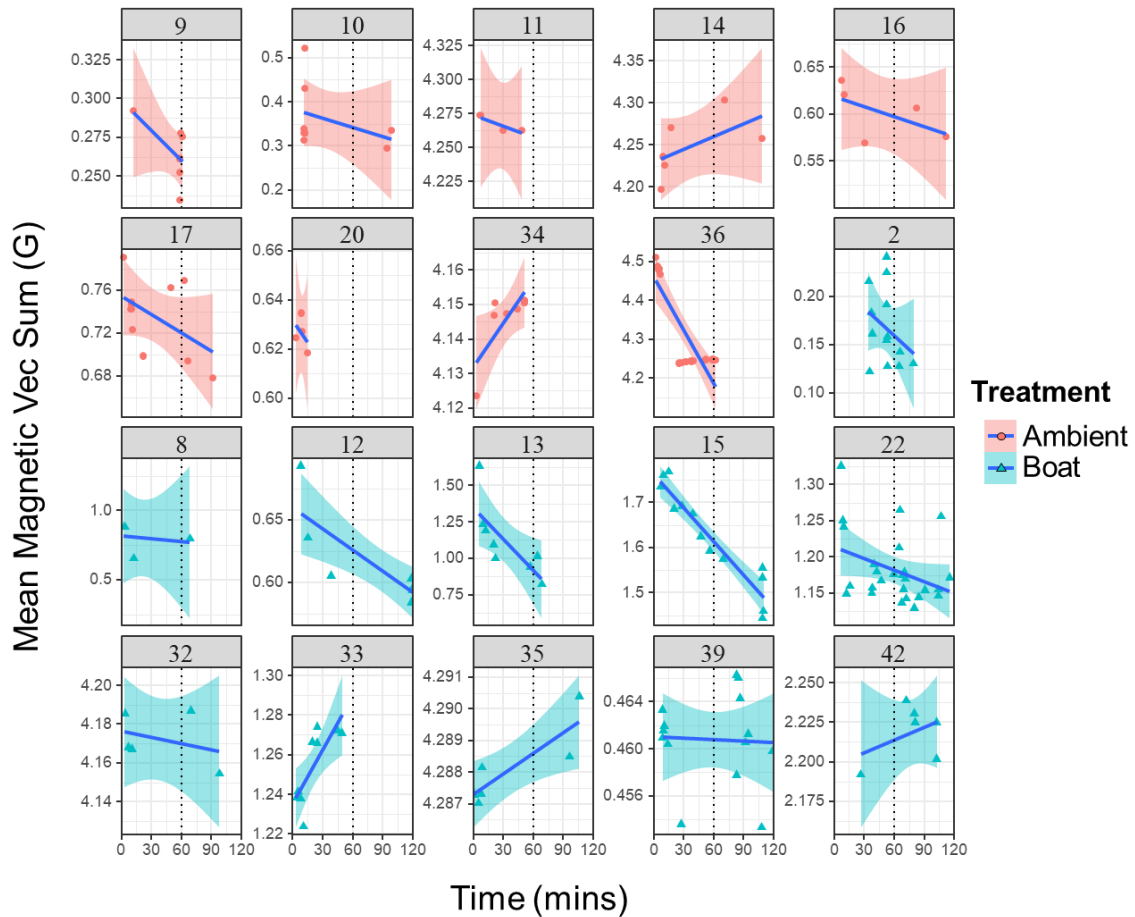 Mean Magnetic Vec Sum (G)
9 10 11 14 16
0.325 0.300 0.275 0.250
0.5 0.4 0.3 0.2
4.325 4.300 4.275 4.250 4.225
4.35 4.30 4.25 4.20
0.65 0.60 0.55
17 20 34 36 2
0.76 0.72 0.68
0.66 0.64 0.62 0.60
4.16 4.15 4.14 4.13 4.12
4.5 4.4 4.3 4.2
0.20 0.15 0.10
8 12 13 15 22
1.0 0.5
0.65 0.60
1.50 1.25 1.00 0.75
1.7 1.6 1.5
1.30 1.25 1.20 1.15
32 33 35 39 42
4.20 4.18 4.16 4.14
1.30 1.28 1.26 1.24 1.22
4.291 4.290 4.289 4.288 4.287
0.464 0.460 0.456
2.250 2.225 2.200 2.175
0 30 60 90 120 0 30 60 90 120 0 30 60 90 120 0 30 60 90 120 0 30 60 90 120
Time (mins)
Treatment
Ambient
Boat